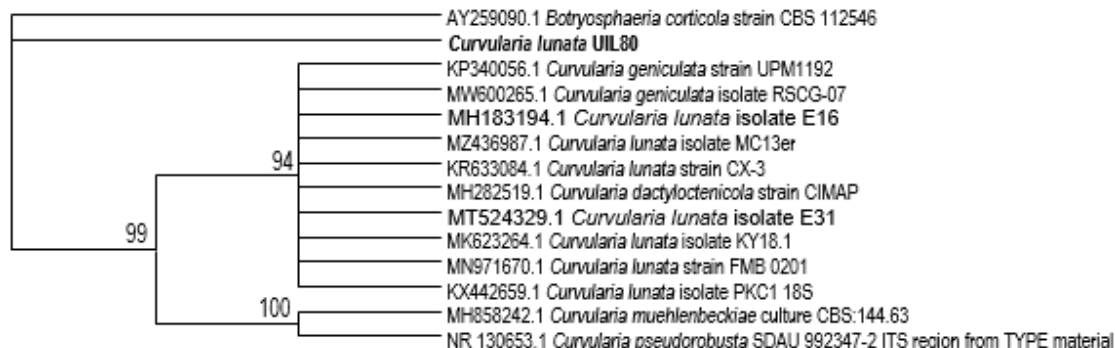 AY259090.1 Botryosphaeria corticola strain CBS 112546
Curvularia lunata UIL80
KP340056.1 Curvularia geniculata strain UPM1192
MW600265.1 Curvularia geniculata isolate RSCG-07
MH183194.1 Curvularia lunata isolate E16
MZ436987.1 Curvularia lunata isolate MC13er
94
KR633084.1 Curvularia lunata strain CX-3
MH282519.1 Curvularia dactyloctenicola strain CIMAP
MT524329.1 Curvularia lunata isolate E31
99
MK623264.1 Curvularia lunata isolate KY18.1
MN971670.1 Curvularia lunata strain FMB 0201
KX442659.1 Curvularia lunata isolate PKC1 18S
100
MH858242.1 Curvularia muehlenbeckiae culture CBS:144.63
NR 130653.1 Curvularia pseudorobusta SDAU 992347-2 ITS region from TYPE material